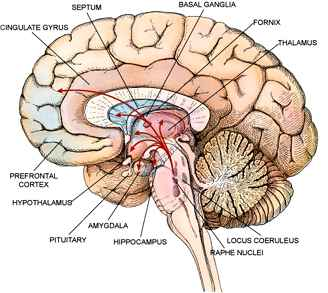 SEPTUM
BASAL GANGLIA
FORNIX
CINGULATE GYRUS
THALAMUS
PREFRONTAL
CORTEX
HYPOTHALAMUS
AMYGDALA
PITUITARY
HIPPOCAMPUS
LOCUS COERULEUS
RAPHE NUCLEI